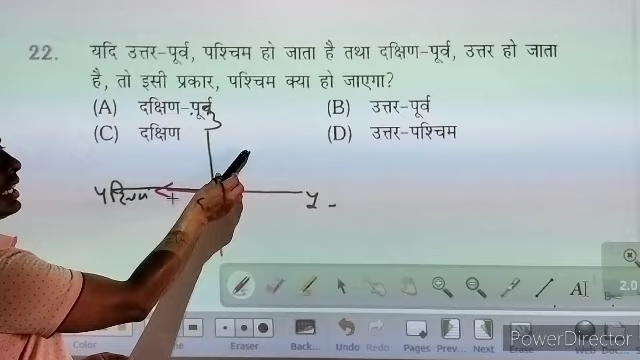 22. यदि उत्तर-पूर्व, पश्चिम हो जाता है तथा दक्षिण-पूर्व, उत्तर हो जाता
है, तो इसी प्रकार, पश्चिम क्या हो जाएगा?
(A) दक्षिण-पूर्व (B) उत्तर-पूर्व
(C) दक्षिण (D) उत्तर-पश्चिम
पश्चिम
2.0
Color Eraser Back... Undo Redo Pages Prev... Next Erase Web
PowerDirector